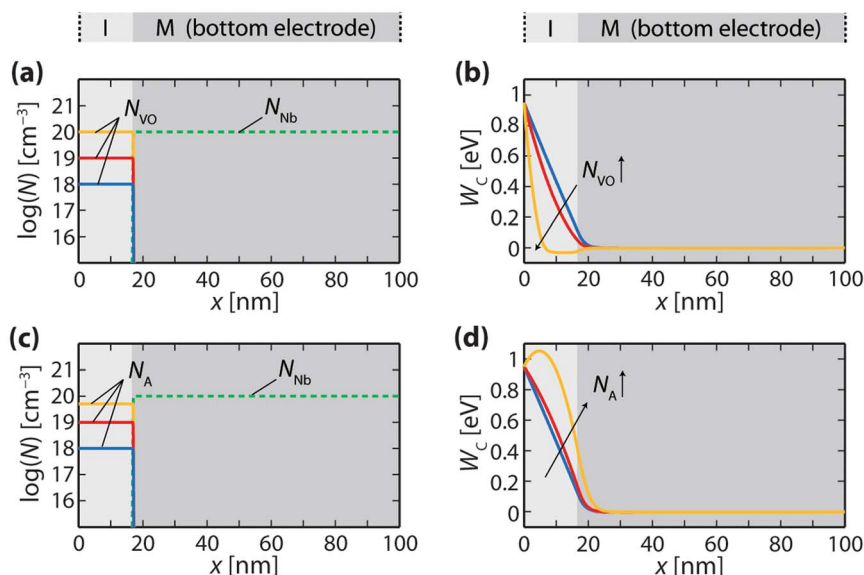 I M (bottom electrode)
I M (bottom electrode)
(a)
log(N) [cm⁻³]
21
20
19
18
17
16
N_VO
N_Nb
0 20 40 60 80 100
x [nm]
(b)
W_C [eV]
1
0.8
0.6
0.4
0.2
0
N_VO↑
0 20 40 60 80 100
x [nm]
(c)
log(N) [cm⁻³]
21
20
19
18
17
16
15
N_A
N_Nb
0 20 40 60 80 100
x [nm]
(d)
W_C [eV]
1
0.8
0.6
0.4
0.2
0
N_A↑
0 20 40 60 80 100
x [nm]